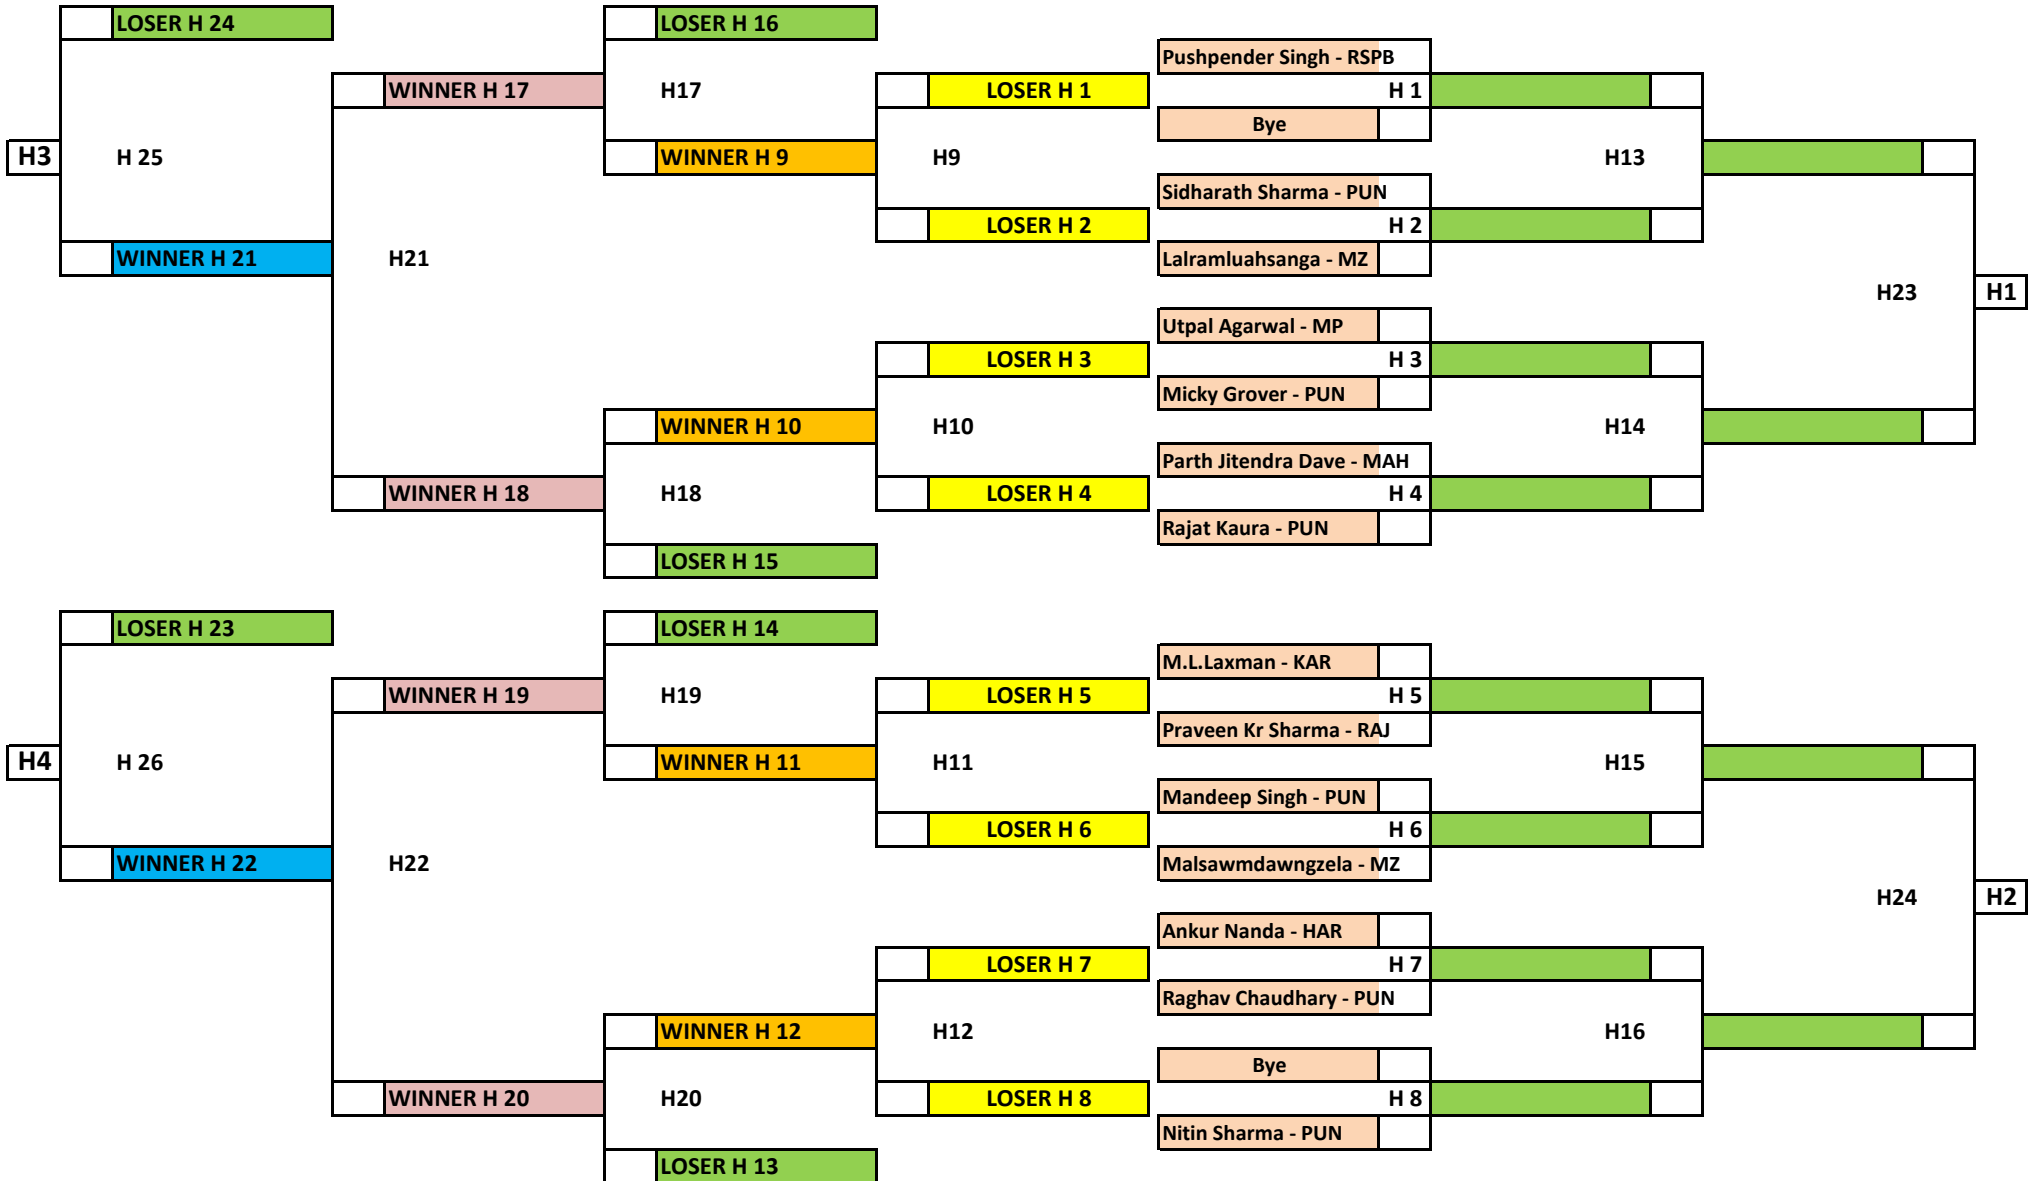 LOSER H 24
LOSER H 16
Pushpender Singh - RSPB
WINNER H 17
H17
LOSER H 1
H 1
Bye
H3
H 25
WINNER H 9
H9
H13
Sidharath Sharma - PUN
LOSER H 2
H 2
WINNER H 21
H21
Lalramluahsanga - MZ
H23
H1
Utpal Agarwal - MP
LOSER H 3
H 3
Micky Grover - PUN
WINNER H 10
H10
H14
Parth Jitendra Dave - MAH
WINNER H 18
H18
LOSER H 4
H 4
Rajat Kaura - PUN
LOSER H 15
LOSER H 23
LOSER H 14
M.L.Laxman - KAR
WINNER H 19
H19
LOSER H 5
H 5
Praveen Kr Sharma - RAJ
H4
H 26
WINNER H 11
H11
H15
Mandeep Singh - PUN
LOSER H 6
H 6
WINNER H 22
H22
Malsawmdawngzela - MZ
H24
H2
Ankur Nanda - HAR
LOSER H 7
H 7
Raghav Chaudhary - PUN
WINNER H 12
H12
H16
Bye
WINNER H 20
H20
LOSER H 8
H 8
Nitin Sharma - PUN
LOSER H 13